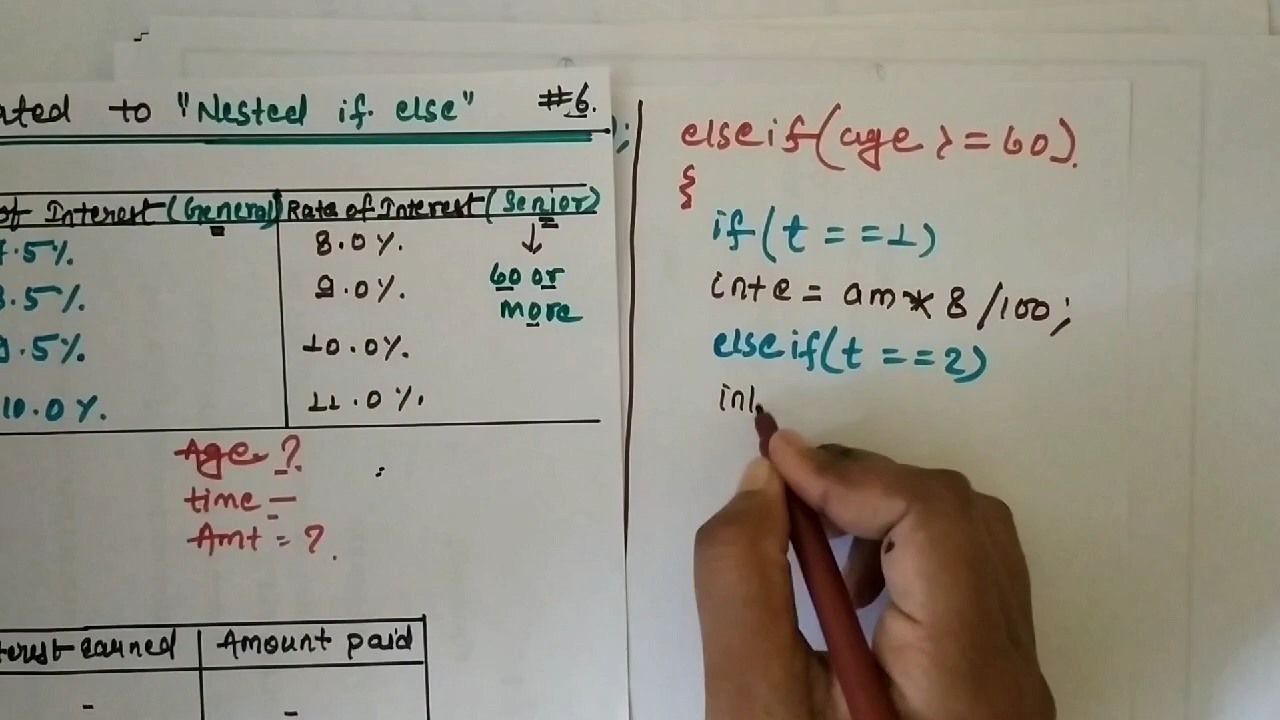 ated to "Nested if else" #6.
of Interest (General) Rate of Interest (Senior)
7.5% 8.0%
8.5% 9.0% 60 or more
9.5% 10.0%
10.0% 11.0%
Age ?
time =
Amt = ?
terest earned Amount paid
- -
);
elseif(age >= 60)
{
if(t ==1)
inte = am * 8 /100;
elseif(t ==2)
int